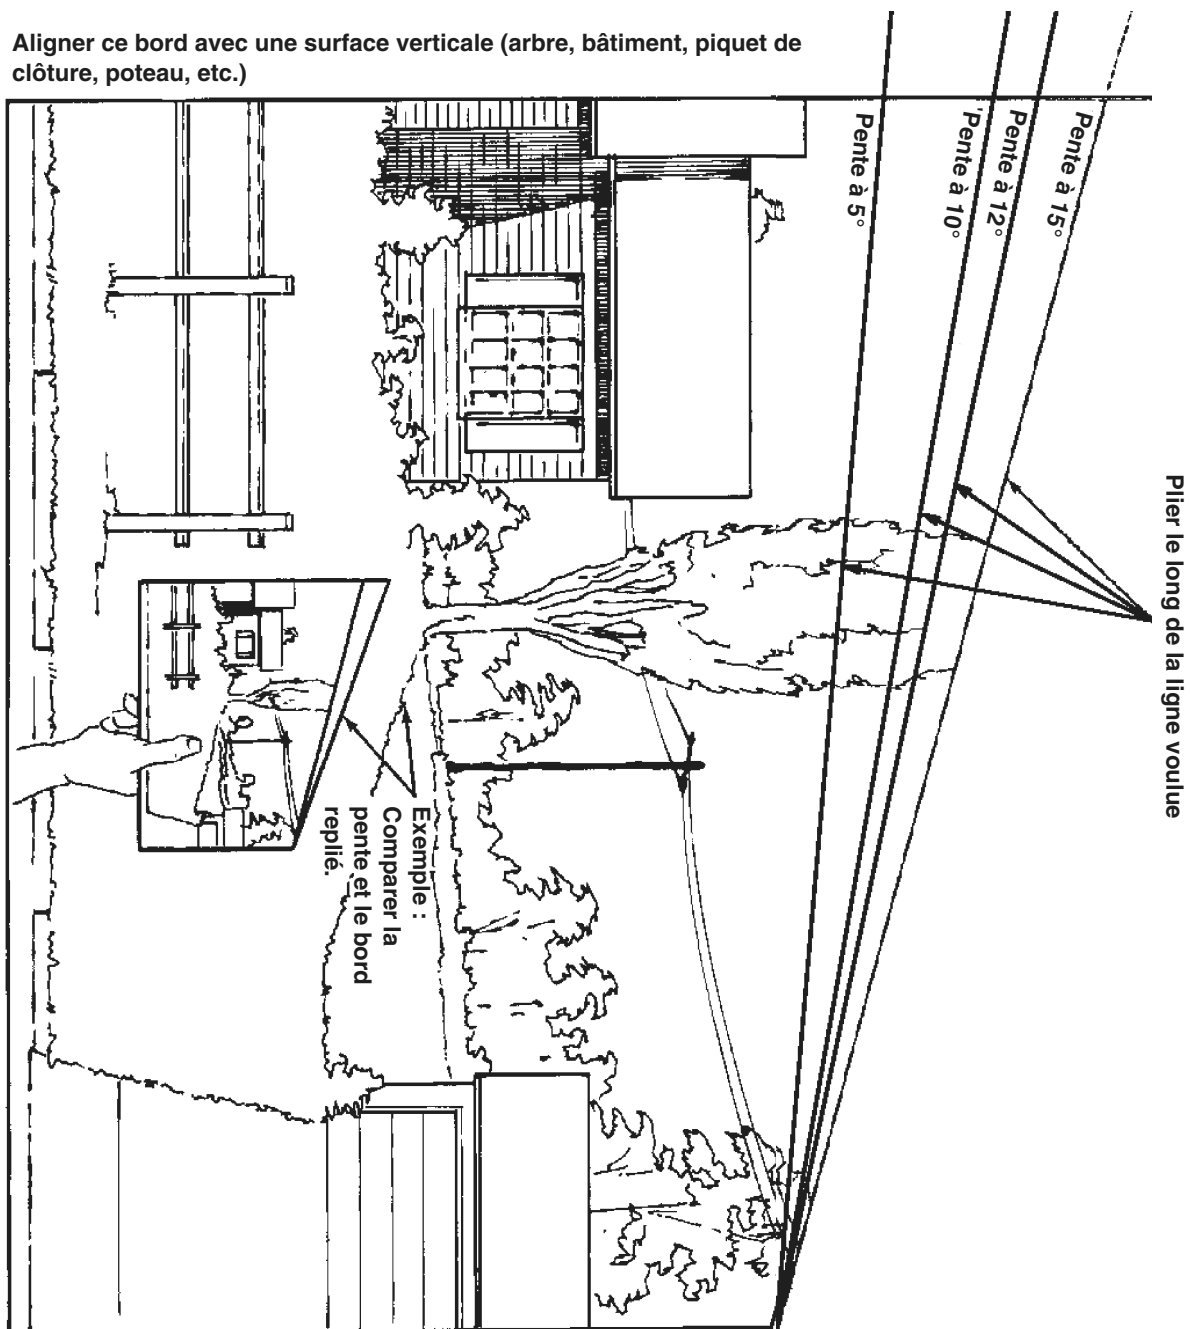 Aligner ce bord avec une surface verticale (arbre, bâtiment, piquet de
clôture, poteau, etc.)
Pente à 5°
Pente à 10°
Pente à 12°
Pente à 15°
Plier le long de la ligne voulue
Exemple :
Comparer la
pente et le bord
replié.